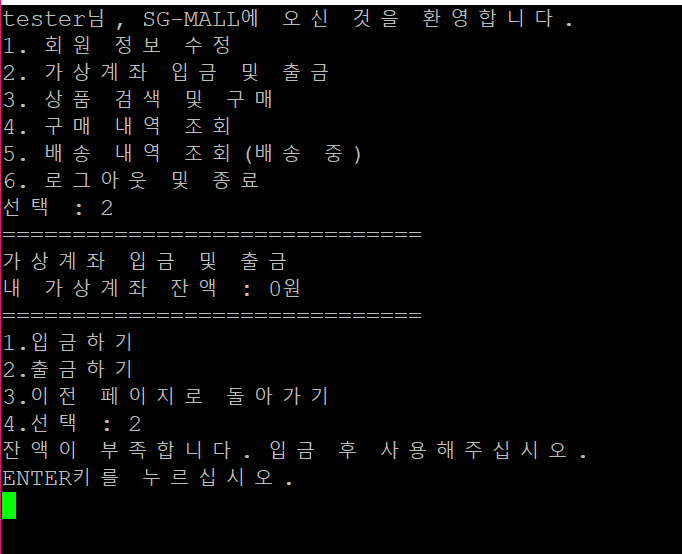 tester님, SG-MALL에 오신 것을 환영합니다.
1. 회원 정보 수정
2. 가상계좌 입금 및 출금
3. 상품 검색 및 구매
4. 구매 내역 조회
5. 배송 내역 조회(배송 중)
6. 로그아웃 및 종료
선택 : 2
==============================
가상계좌 입금 및 출금
내 가상계좌 잔액 : 0원
==============================
1.입금하기
2.출금하기
3.이전 페이지로 돌아가기
4.선택 : 2
잔액이 부족합니다. 입금 후 사용해주십시오.
ENTER키를 누르십시오.